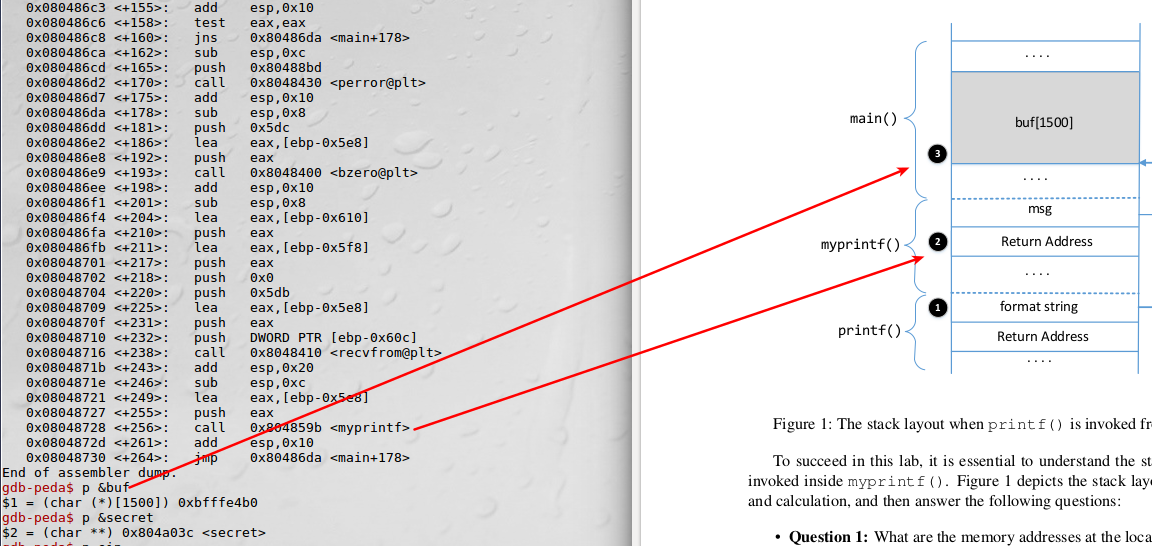 0x080486c3 <+155>: add esp,0x10
0x080486c6 <+158>: test eax,eax
0x080486c8 <+160>: jns 0x80486da <main+178>
0x080486ca <+162>: sub esp,0xc
0x080486cd <+165>: push 0x80488bd
0x080486d2 <+170>: call 0x8048430 <perror@plt>
0x080486d7 <+175>: add esp,0x10
0x080486da <+178>: sub esp,0x8
0x080486dd <+181>: push 0x5dc
0x080486e2 <+186>: lea eax,[ebp-0x5e8]
0x080486e8 <+192>: push eax
0x080486e9 <+193>: call 0x8048400 <bzero@plt>
0x080486ee <+198>: add esp,0x10
0x080486f1 <+201>: sub esp,0x8
0x080486f4 <+204>: lea eax,[ebp-0x610]
0x080486fa <+210>: push eax
0x080486fb <+211>: lea eax,[ebp-0x5f8]
0x08048701 <+217>: push eax
0x08048702 <+218>: push 0x0
0x08048704 <+220>: push 0x5db
0x08048709 <+225>: lea eax,[ebp-0x5e8]
0x0804870f <+231>: push eax
0x08048710 <+232>: push DWORD PTR [ebp-0x60c]
0x08048716 <+238>: call 0x8048410 <recvfrom@plt>
0x0804871b <+243>: add esp,0x20
0x0804871e <+246>: sub esp,0xc
0x08048721 <+249>: lea eax,[ebp-0x5e8]
0x08048727 <+255>: push eax
0x08048728 <+256>: call 0x804859b <myprintf>
0x0804872d <+261>: add esp,0x10
0x08048730 <+264>: jmp 0x80486da <main+178>
End of assembler dump.
gdb-peda$ p &buf
$1 = (char (*)[1500]) 0xbfffe4b0
gdb-peda$ p &secret
$2 = (char **) 0x804a03c <secret>
....
main()
buf[1500]
3
....
msg
myprintf()
2
Return Address
....
1
format string
printf()
Return Address
....
Figure 1: The stack layout when printf() is invoked
To succeed in this lab, it is essential to understand the
invoked inside myprintf(). Figure 1 depicts the stack
and calculation, and then answer the following questions:
• Question 1: What are the memory addresses at the